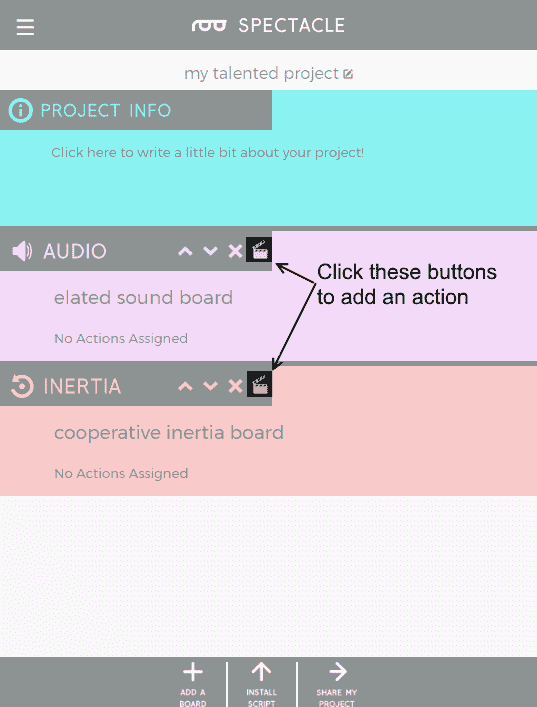 SPECTACLE
my talented project
PROJECT INFO
Click here to write a little bit about your project!
AUDIO
elated sound board
No Actions Assigned
Click these buttons
to add an action
INERTIA
cooperative inertia board
No Actions Assigned
ADD A
BOARD
INSTALL
SCRIPT
SHARE MY
PROJECT